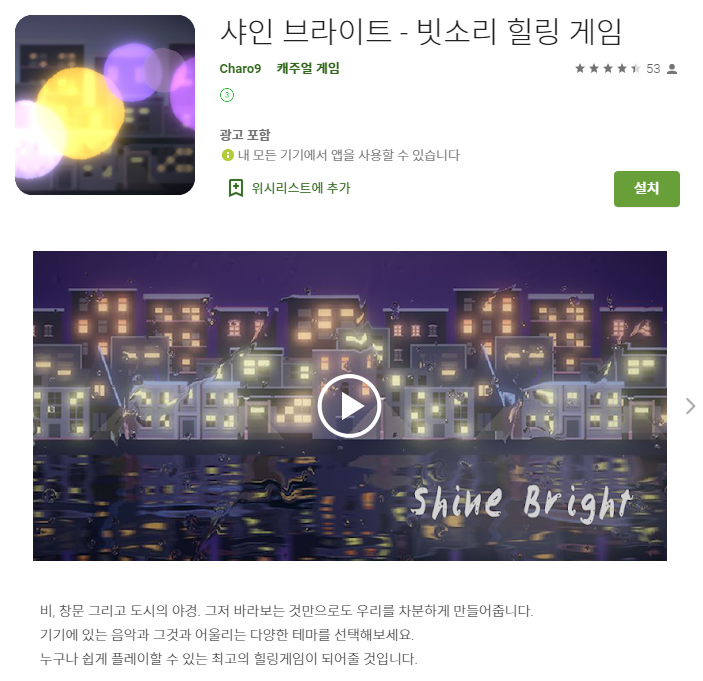 샤인 브라이트 - 빗소리 힐링 게임
Charo9 캐주얼 게임
53
3
광고 포함
내 모든 기기에서 앱을 사용할 수 있습니다
위시리스트에 추가
설치
Shine Bright
비, 창문 그리고 도시의 야경. 그저 바라보는 것만으로도 우리를 차분하게 만들어줍니다.
기기에 있는 음악과 그것과 어울리는 다양한 테마를 선택해보세요.
누구나 쉽게 플레이할 수 있는 최고의 힐링게임이 되어줄 것입니다.